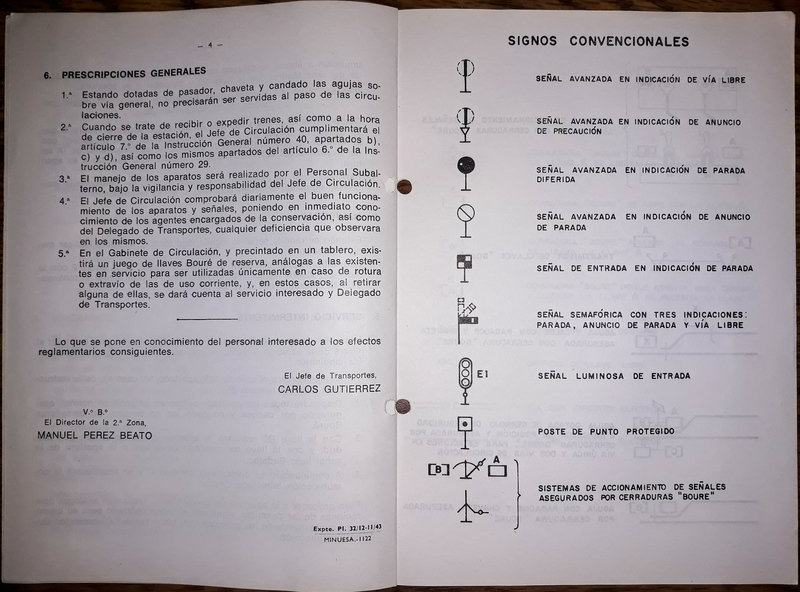 — 4 —
6. PRESCRIPCIONES GENERALES
1.ª Estando dotadas de pasador, chaveta y candado las agujas so-
bre vía general, no precisarán ser servidas al paso de las circu-
laciones.
2.ª Cuando se trate de recibir o expedir trenes, así como a la hora
de cierre de la estación, el Jefe de Circulación cumplimentará el
artículo 7.º de la Instrucción General número 40, apartados b),
c) y d), así como los mismos apartados del artículo 6.º de la Ins-
trucción General número 29.
3.ª El manejo de los aparatos será realizado por el Personal Subal-
terno, bajo la vigilancia y responsabilidad del Jefe de Circulación.
4.ª El Jefe de Circulación comprobará diariamente el buen funciona-
miento de los aparatos y señales, poniendo en inmediato cono-
cimiento de los agentes encargados de la conservación, así como
del Delegado de Transportes, cualquier deficiencia que observara
en los mismos.
5.ª En el Gabinete de Circulación, y precintado en un tablero, exis-
tirá un juego de llaves Bouré de reserva, análogas a las existen-
tes en servicio para ser utilizadas únicamente en caso de rotura
o extravío de las de uso corriente, y, en estos casos, al retirar
alguna de ellas, se dará cuenta al servicio interesado y Delegado
de Transportes.
Lo que se pone en conocimiento del personal interesado a los efectos
reglamentarios consiguientes.
El Jefe de Transportes,
CARLOS GUTIERREZ
V.º B.º
El Director de la 2.ª Zona,
MANUEL PEREZ BEATO
Expte. Pl. 32/12-11/43
MINUESA.-1122
SIGNOS CONVENCIONALES
SEÑAL AVANZADA EN INDICACIÓN DE VÍA LIBRE
SEÑAL AVANZADA EN INDICACIÓN DE ANUNCIO
DE PRECAUCIÓN
SEÑAL AVANZADA EN INDICACIÓN DE PARADA
DIFERIDA
SEÑAL AVANZADA EN INDICACIÓN DE ANUNCIO
DE PARADA
SEÑAL DE ENTRADA EN INDICACIÓN DE PARADA
SEÑAL SEMAFÓRICA CON TRES INDICACIONES:
PARADA, ANUNCIO DE PARADA Y VÍA LIBRE
E1
SEÑAL LUMINOSA DE ENTRADA
POSTE DE PUNTO PROTEGIDO
B
A
SISTEMAS DE ACCIONAMIENTO DE SEÑALES
ASEGURADOS POR CERRADURAS "BOURE"